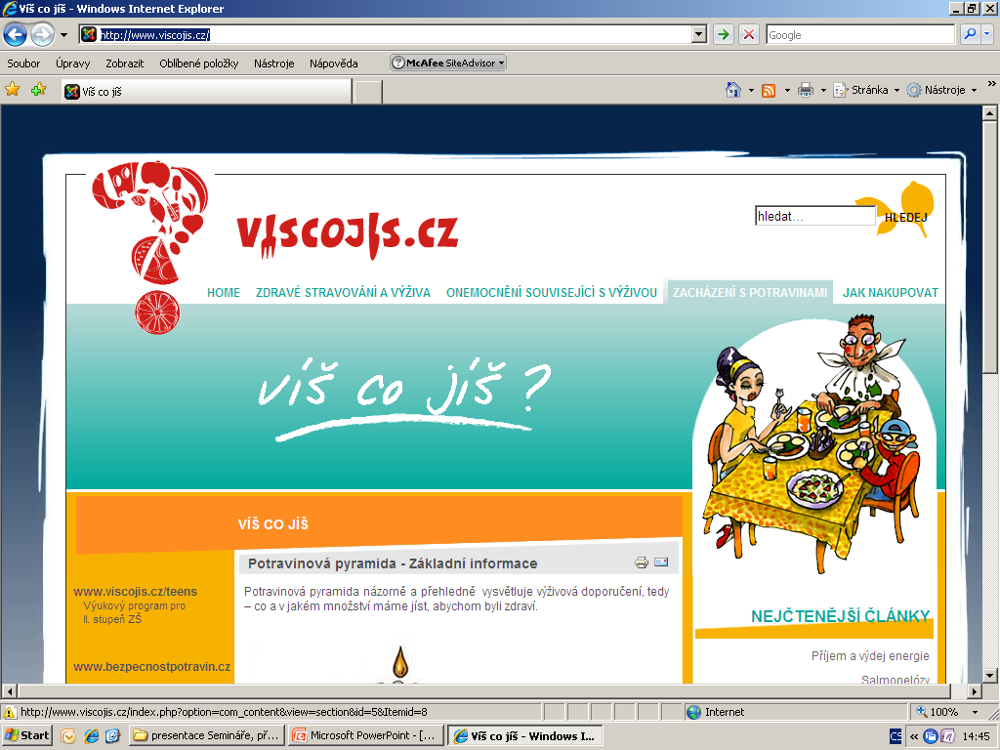 Víš co jíš - Windows Internet Explorer
http://www.viscojis.cz/
Google
Soubor Úpravy Zobrazit Oblíbené položky Nástroje Nápověda McAfee SiteAdvisor
Víš co jíš
Stránka Nástroje
viscojis.cz
hledat...
HLEDEJ
HOME ZDRAVÉ STRAVOVÁNÍ A VÝŽIVA ONEMOCNĚNÍ SOUVISEJÍCÍ S VÝŽIVOU ZACHÁZENÍ S POTRAVINAMI JAK NAKUPOVAT
víš co jíš ?
VÍŠ CO JÍŠ
Potravinová pyramida - Základní informace
Potravinová pyramida názorně a přehledně vysvětluje výživová doporučení, tedy
– co a v jakém množství máme jíst, abychom byli zdraví.
www.viscojis.cz/teens
Výukový program pro
II. stupeň ZŠ
www.bezpecnostpotravin.cz
NEJČTENĚJŠÍ ČLÁNKY
Příjem a výdej energie
Salmonelózy
http://www.viscojis.cz/index.php?option=com_content&view=section&id=5&Itemid=8
Internet
100%
Start
presentace Semináře, př...
Microsoft PowerPoint - [...
Víš co jíš - Windows I...
CS
14:45